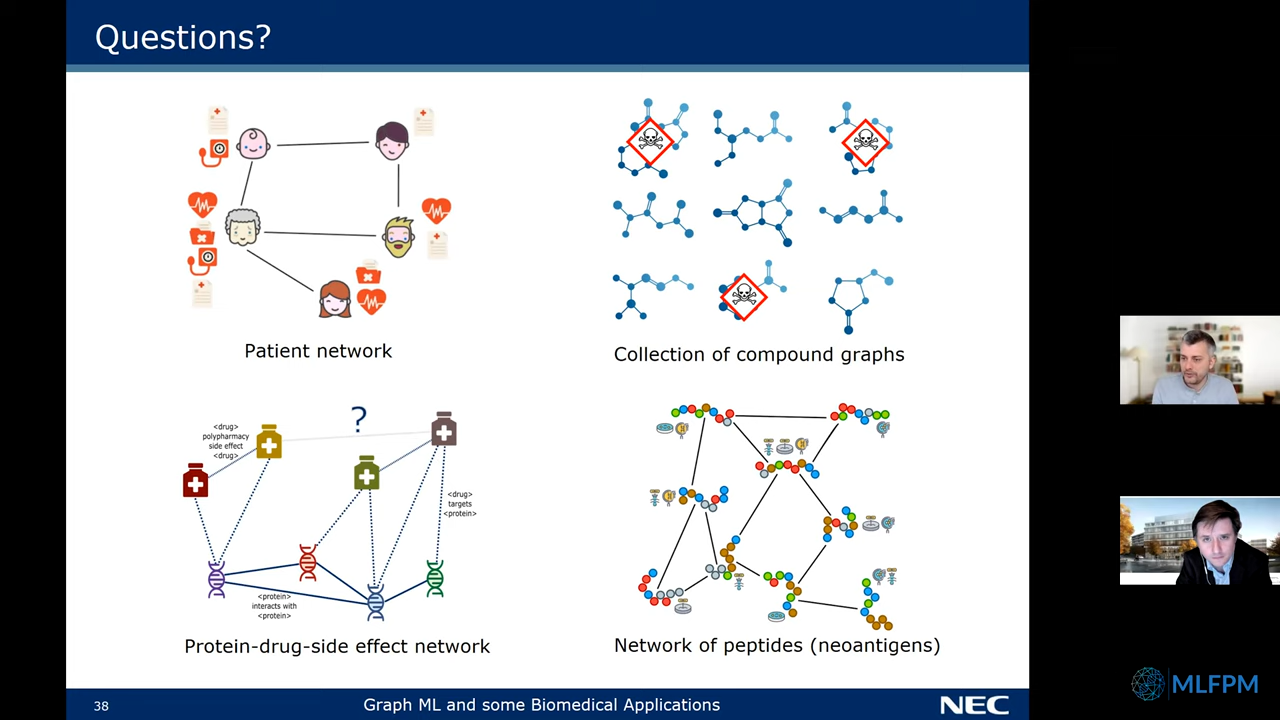 Questions?
Patient network
Collection of compound graphs
?
<drug>
polypharmacy
side effect
<drug>
<drug>
targets
<protein>
<protein>
interacts with
<protein>
Protein-drug-side effect network
Network of peptides (neoantigens)
38
Graph ML and some Biomedical Applications
NEC
MLFPM